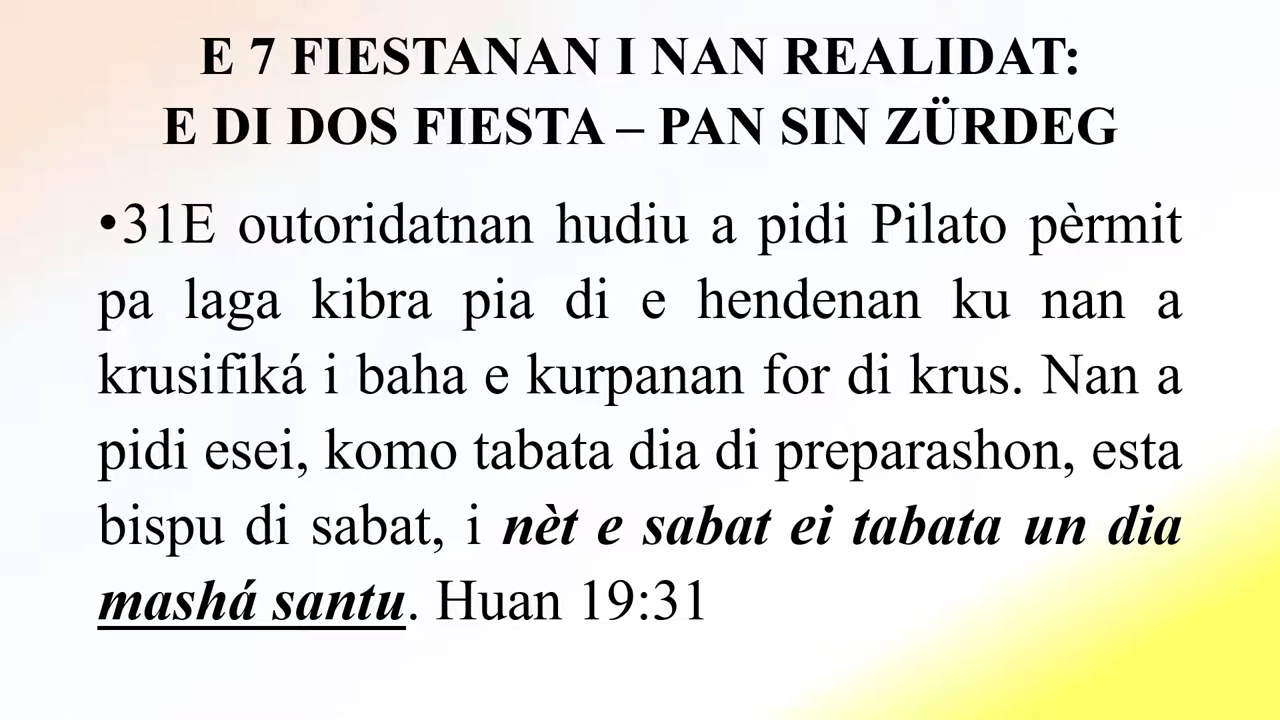 E 7 FIESTANAN I NAN REALIDAT:
E DI DOS FIESTA – PAN SIN ZÜRDEG
•31E outoridatnan hudiu a pidi Pilato pèrmit
pa laga kibra pia di e hendenan ku nan a
krusifiká i baha e kurpanan for di krus. Nan a
pidi esei, komo tabata dia di preparashon, esta
bispu di sabat, i nèt e sabat ei tabata un dia
mashá santu. Huan 19:31